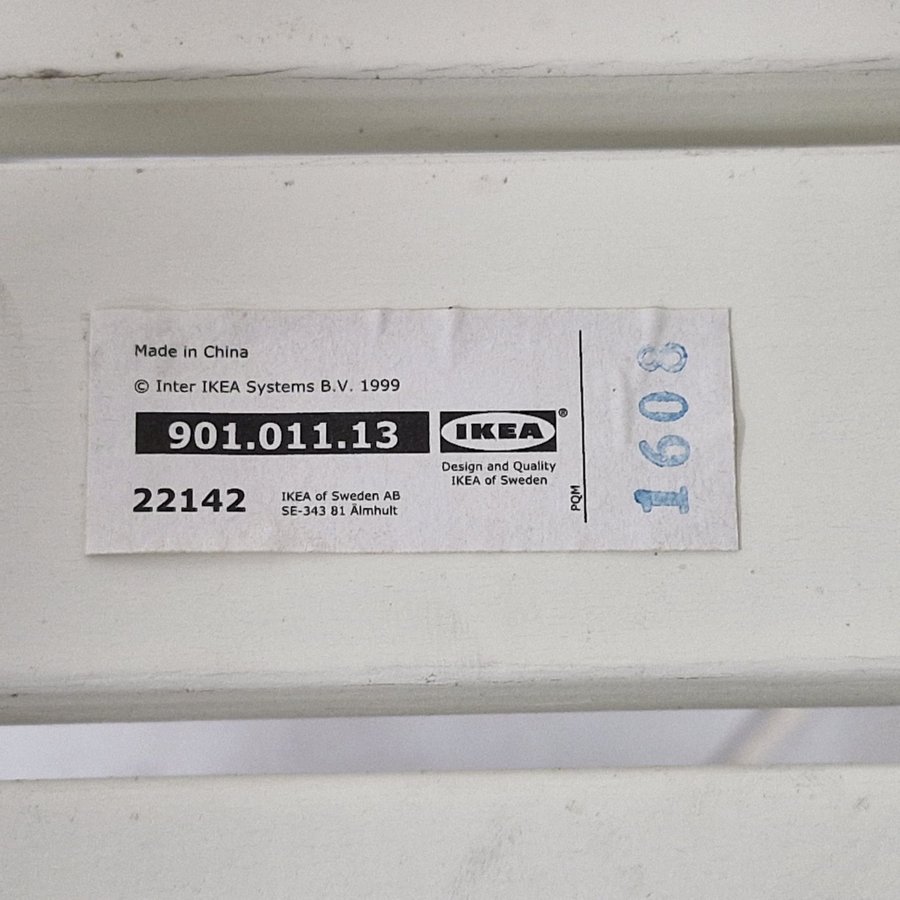 Made in China
© Inter IKEA Systems B.V. 1999
901.011.13
IKEA®
Design and Quality
IKEA of Sweden
22142
IKEA of Sweden AB
SE-343 81 Älmhult
PQM
1608